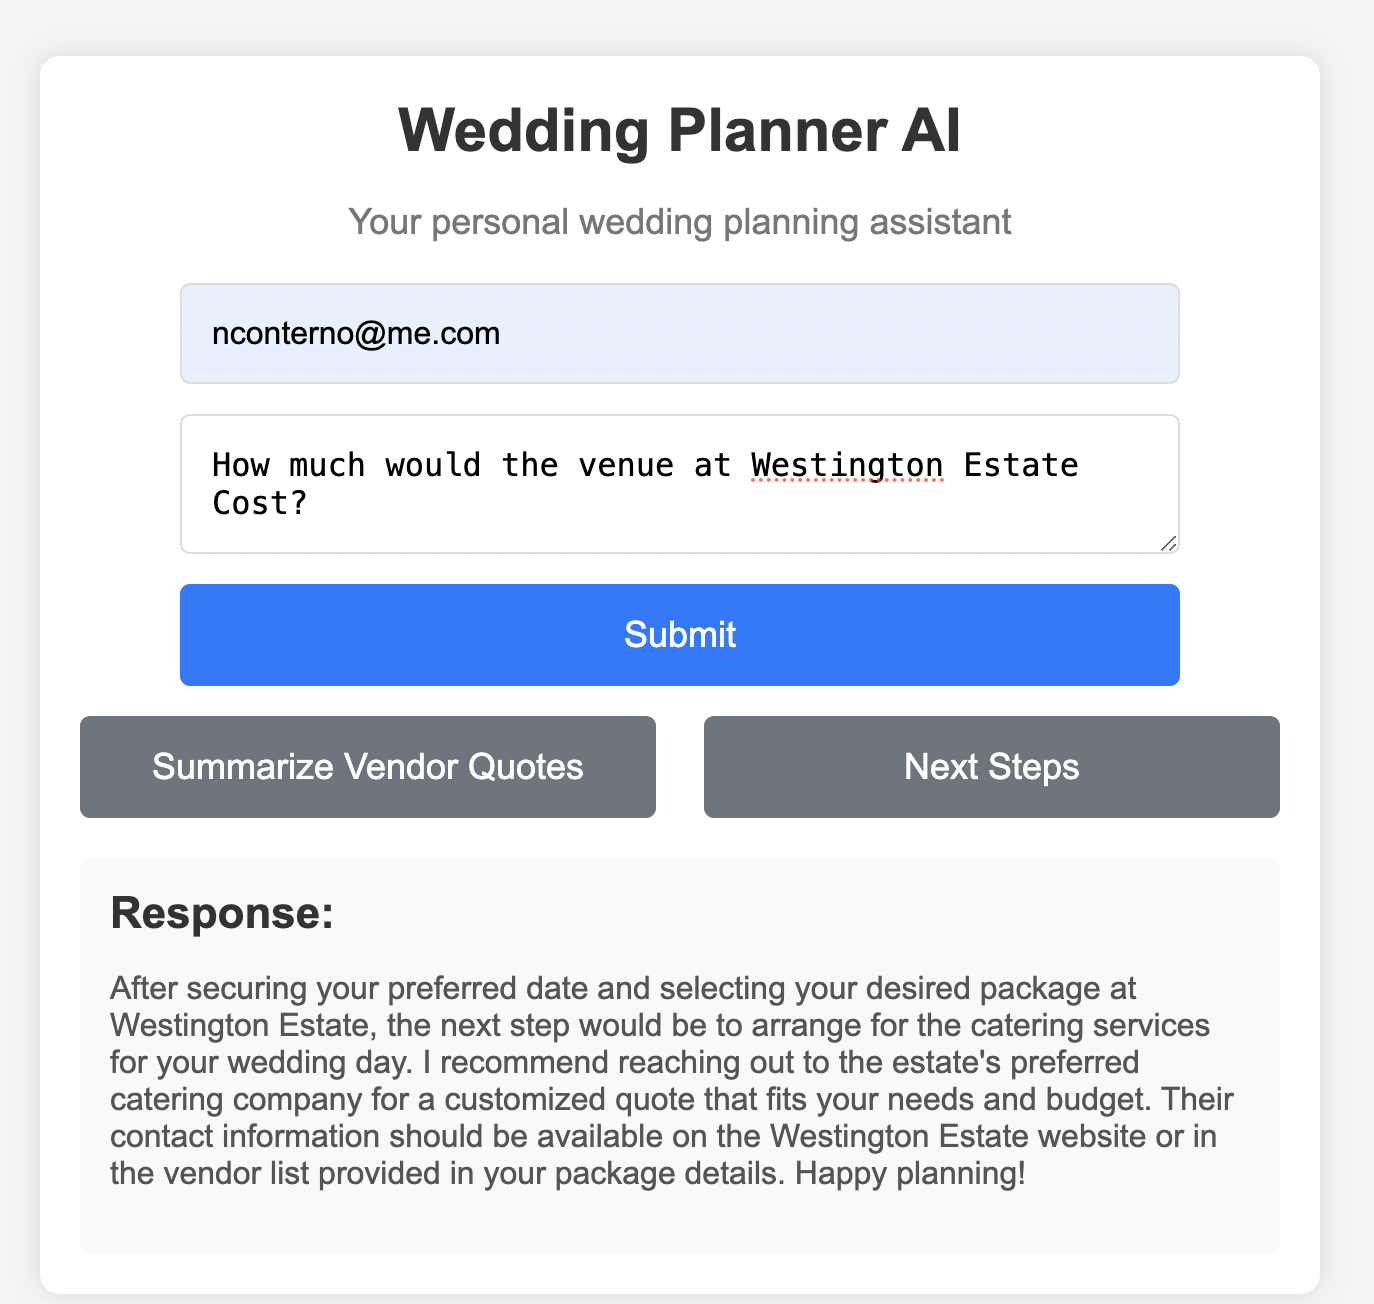 Wedding Planner AI
Your personal wedding planning assistant
nconterno@me.com
How much would the venue at Westington Estate
Cost?
Submit
Summarize Vendor Quotes
Next Steps
Response:
After securing your preferred date and selecting your desired package at
Westington Estate, the next step would be to arrange for the catering services
for your wedding day. I recommend reaching out to the estate's preferred
catering company for a customized quote that fits your needs and budget. Their
contact information should be available on the Westington Estate website or in
the vendor list provided in your package details. Happy planning!